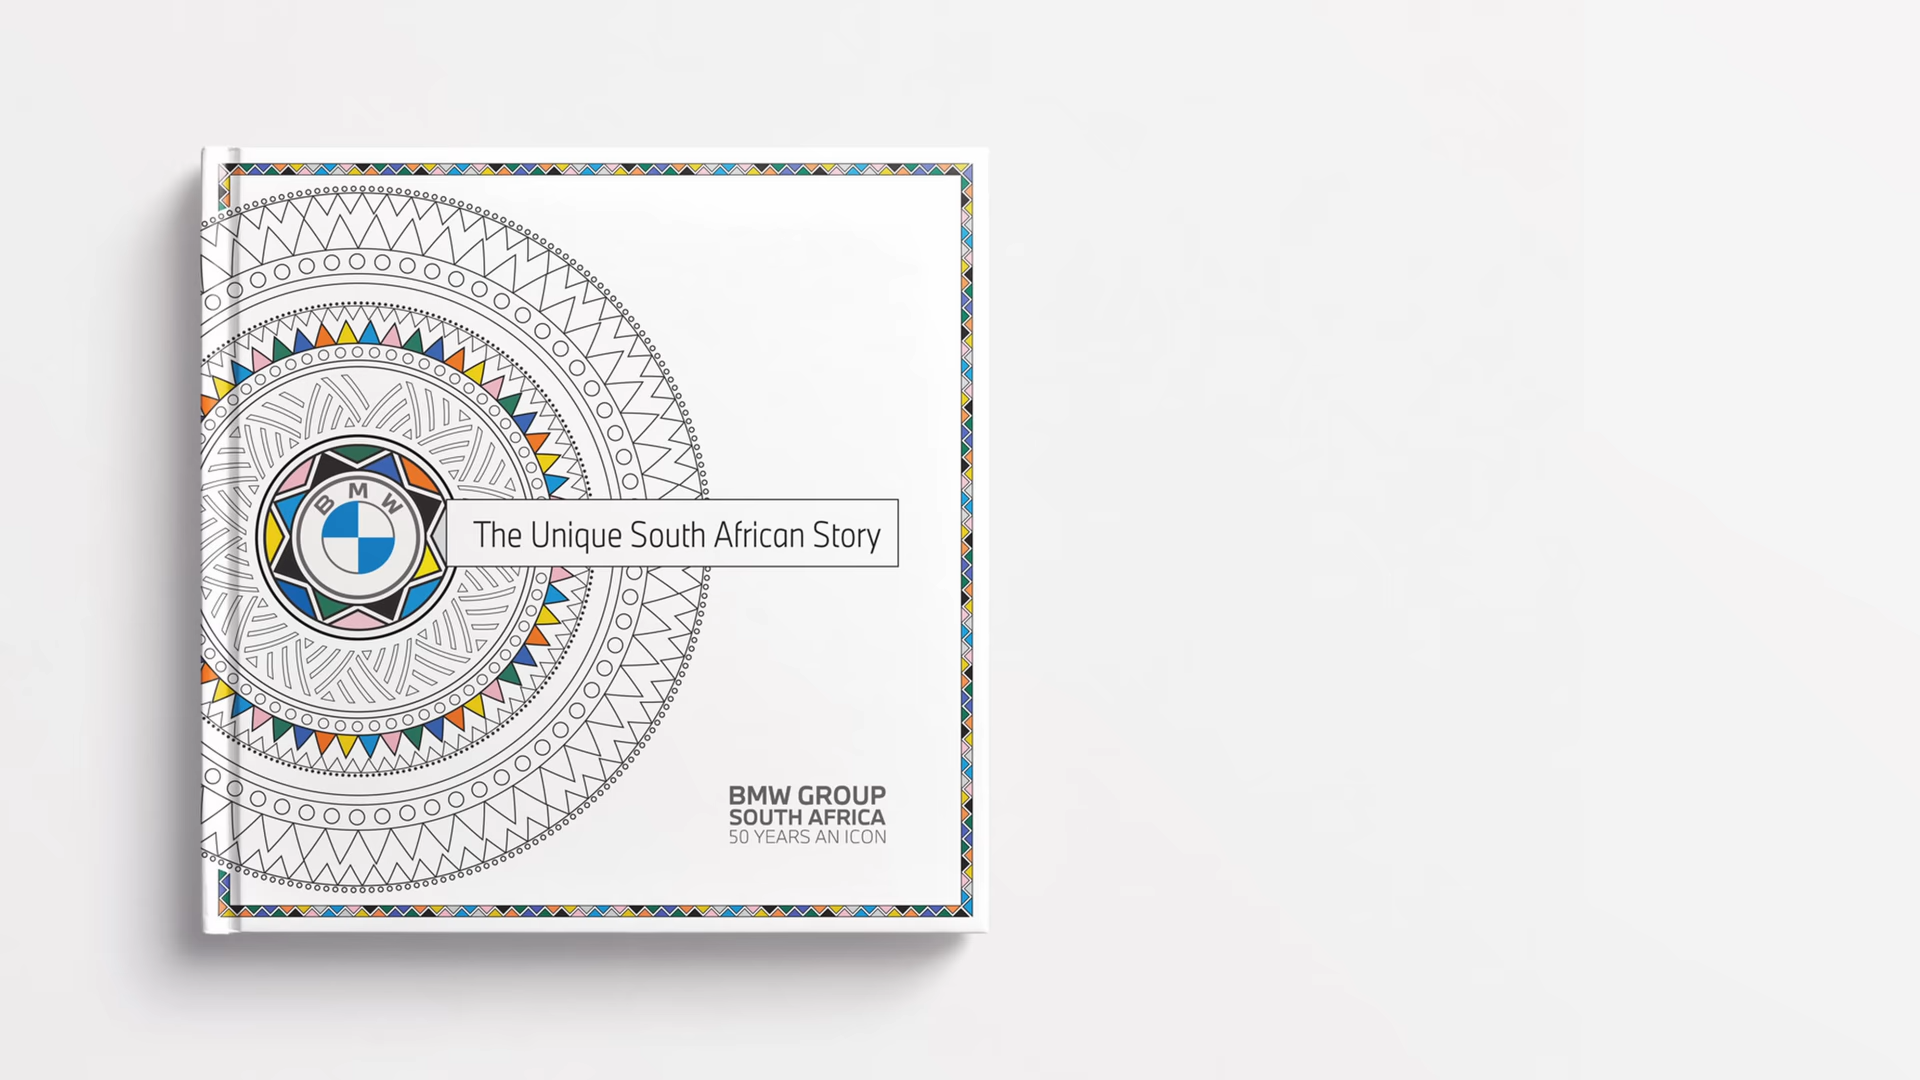 BMW
The Unique South African Story
BMW GROUP
SOUTH AFRICA
50 YEARS AN ICON